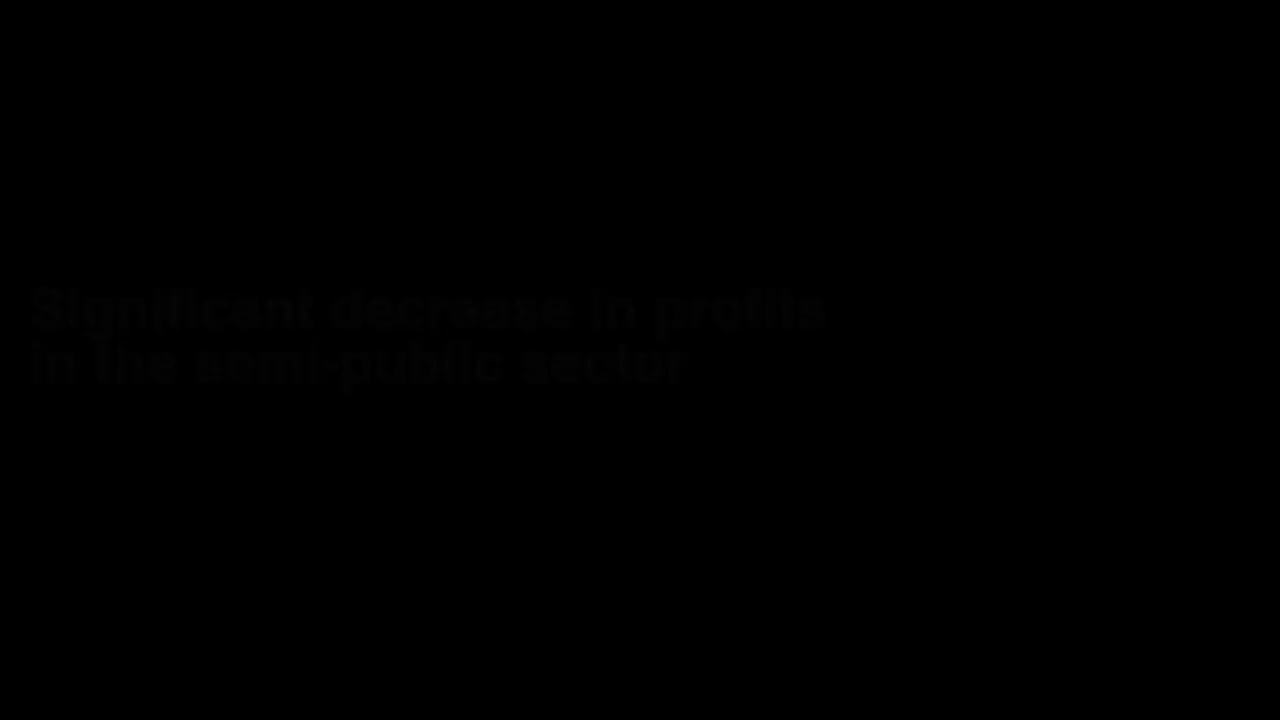 Significant decrease in profits
in the semi-public sector